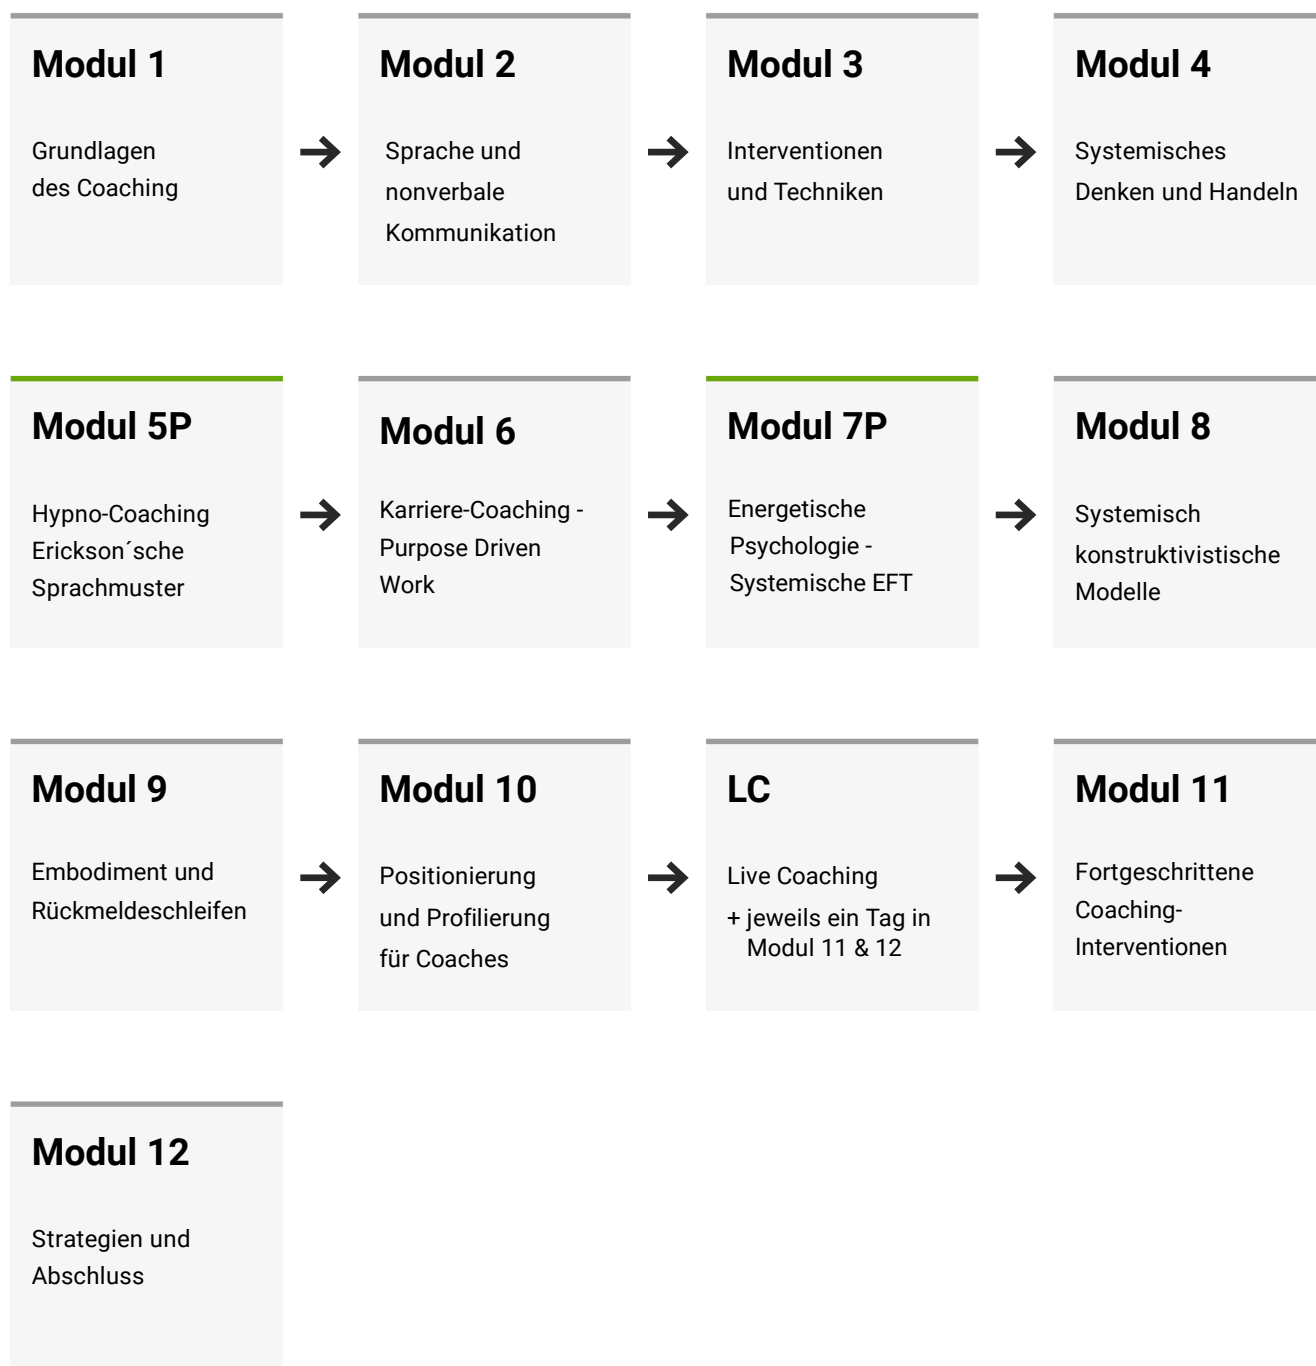 Modul 1
Grundlagen
des Coaching
Modul 2
Sprache und
nonverbale
Kommunikation
Modul 3
Interventionen
und Techniken
Modul 4
Systemisches
Denken und Handeln
Modul 5P
Hypno-Coaching
Erickson´sche
Sprachmuster
Modul 6
Karriere-Coaching -
Purpose Driven
Work
Modul 7P
Energetische
Psychologie -
Systemische EFT
Modul 8
Systemisch
konstruktivistische
Modelle
Modul 9
Embodiment und
Rückmeldeschleifen
Modul 10
Positionierung
und Profilierung
für Coaches
LC
Live Coaching
+ jeweils ein Tag in
Modul 11 & 12
Modul 11
Fortgeschrittene
Coaching-
Interventionen
Modul 12
Strategien und
Abschluss